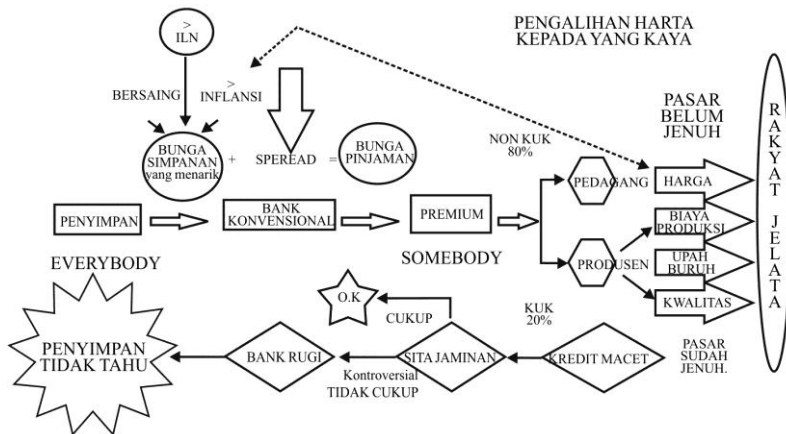 >
ILN
PENGALIHAN HARTA
KEPADA YANG KAYA
BERSAING
>
INFLANSI
PASAR
BELUM
JENUH
BUNGA
SIMPANAN
yang menarik
+
SPEREAD
=
BUNGA
PINJAMAN
NON KUK
80%
PEDAGANG
HARGA
PENYIMPAN
BANK
KONVENSIONAL
PREMIUM
BIAYA
PRODUKSI
EVERYBODY
SOMEBODY
PRODUSEN
UPAH
BURUH
KWALITAS
RAKYAT JELATA
O.K
CUKUP
KUK
20%
PENYIMPAN
TIDAK TAHU
BANK RUGI
SITA JAMINAN
KREDIT MACET
PASAR
SUDAH
JENUH.
Kontroversial
TIDAK CUKUP